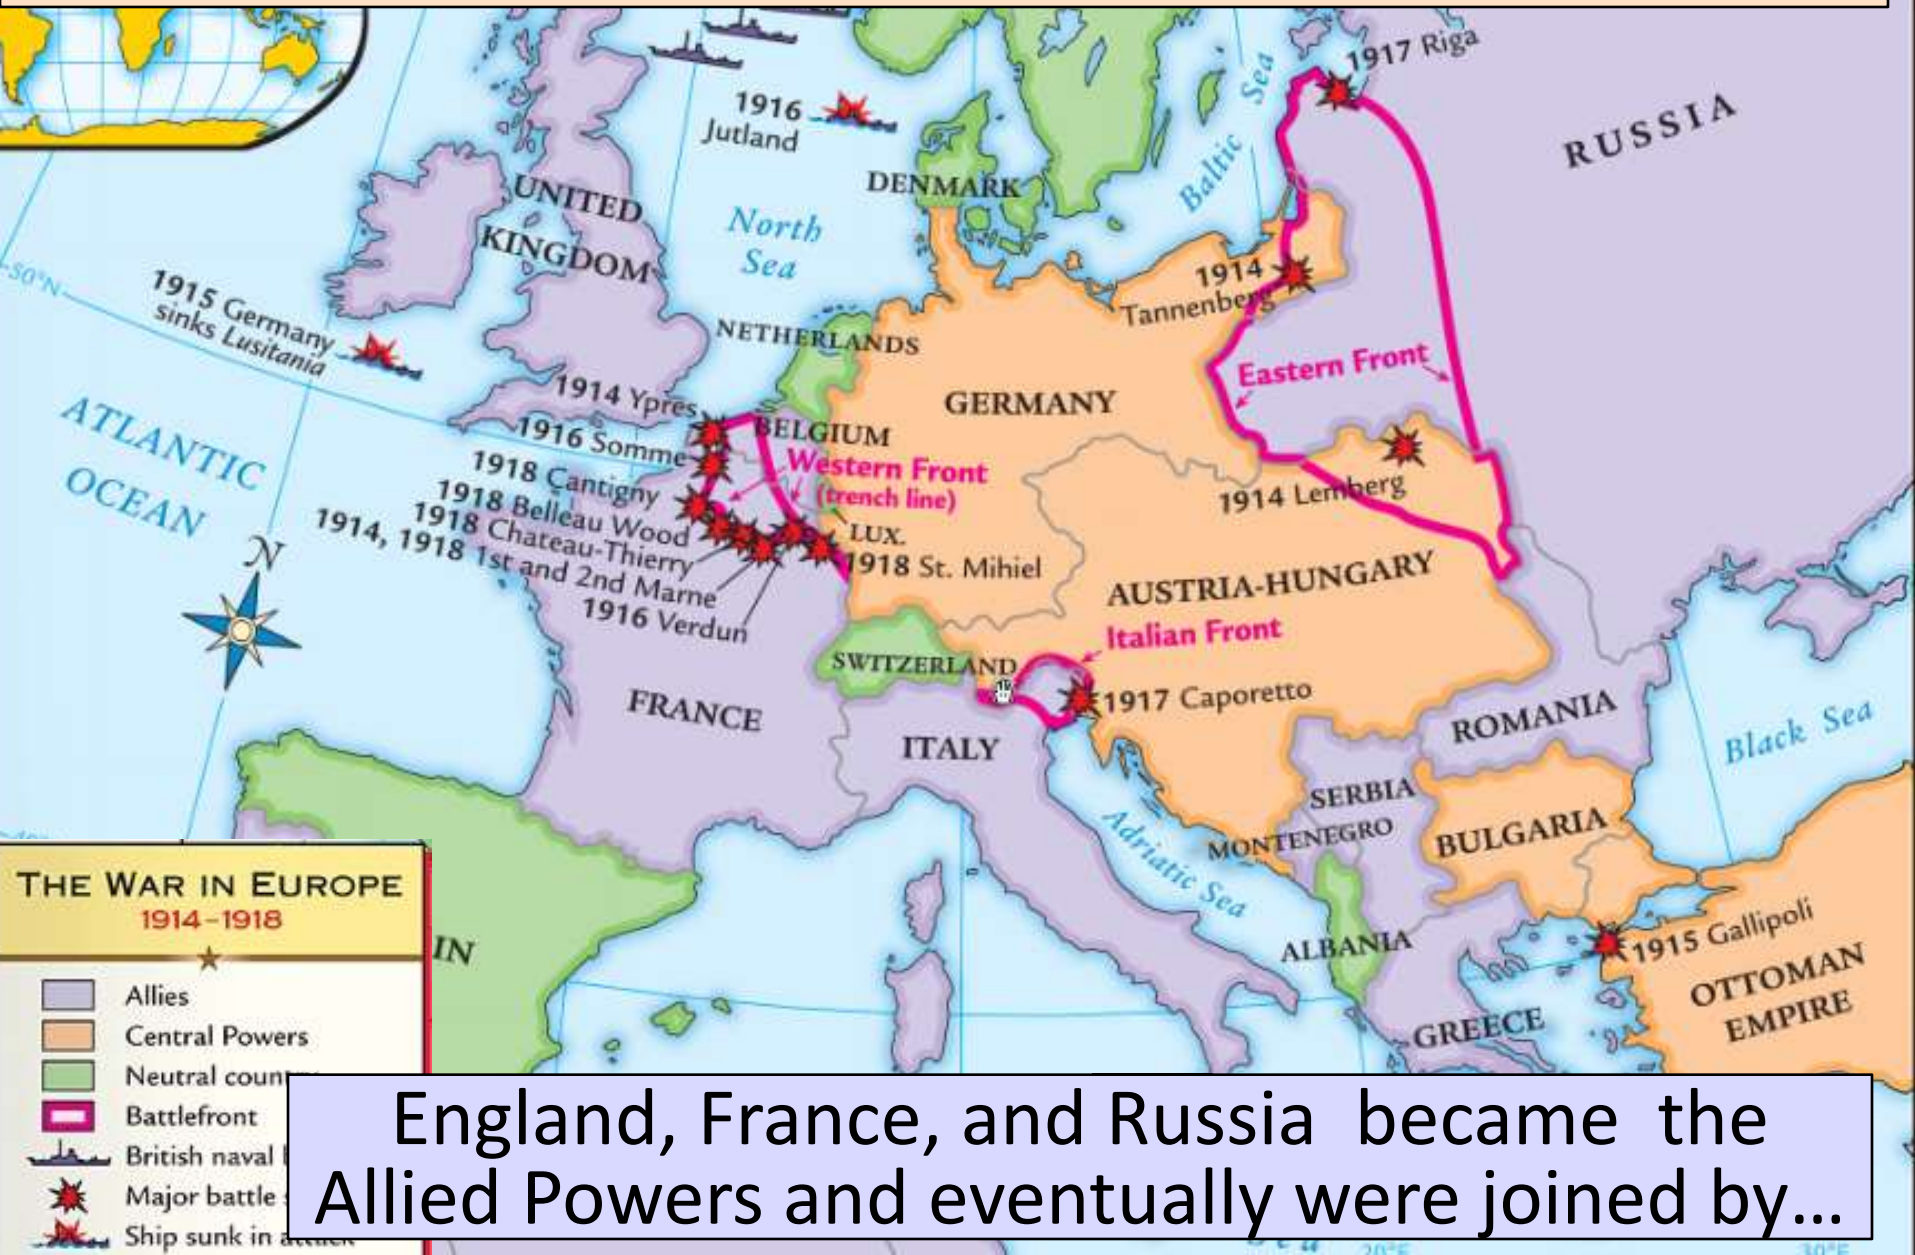 1917 Riga
1916
Jutland
RUSSIA
DENMARK
Baltic Sea
UNITED
KINGDOM
North
Sea
50°N
1915 Germany
sinks Lusitania
1914
Tannenberg
NETHERLANDS
Eastern Front
1914 Ypres
GERMANY
ATLANTIC
OCEAN
1916 Somme
BELGIUM
Western Front
(trench line)
1918 Cantigny
1918 Belleau Wood
1918 Chateau-Thierry
1914, 1918 1st and 2nd Marne
1916 Verdun
1914 Lemberg
LUX.
1918 St. Mihiel
N
AUSTRIA-HUNGARY
Italian Front
SWITZERLAND
1917 Caporetto
FRANCE
ITALY
ROMANIA
Black Sea
SERBIA
MONTENEGRO
BULGARIA
Adriatic Sea
ALBANIA
1915 Gallipoli
OTTOMAN
EMPIRE
GREECE
IN
THE WAR IN EUROPE
1914–1918
Allies
Central Powers
Neutral
Battlefront
British naval
Major battle
Ship sunk in
England, France, and Russia became the
Allied Powers and eventually were joined by...
20°E
30°E